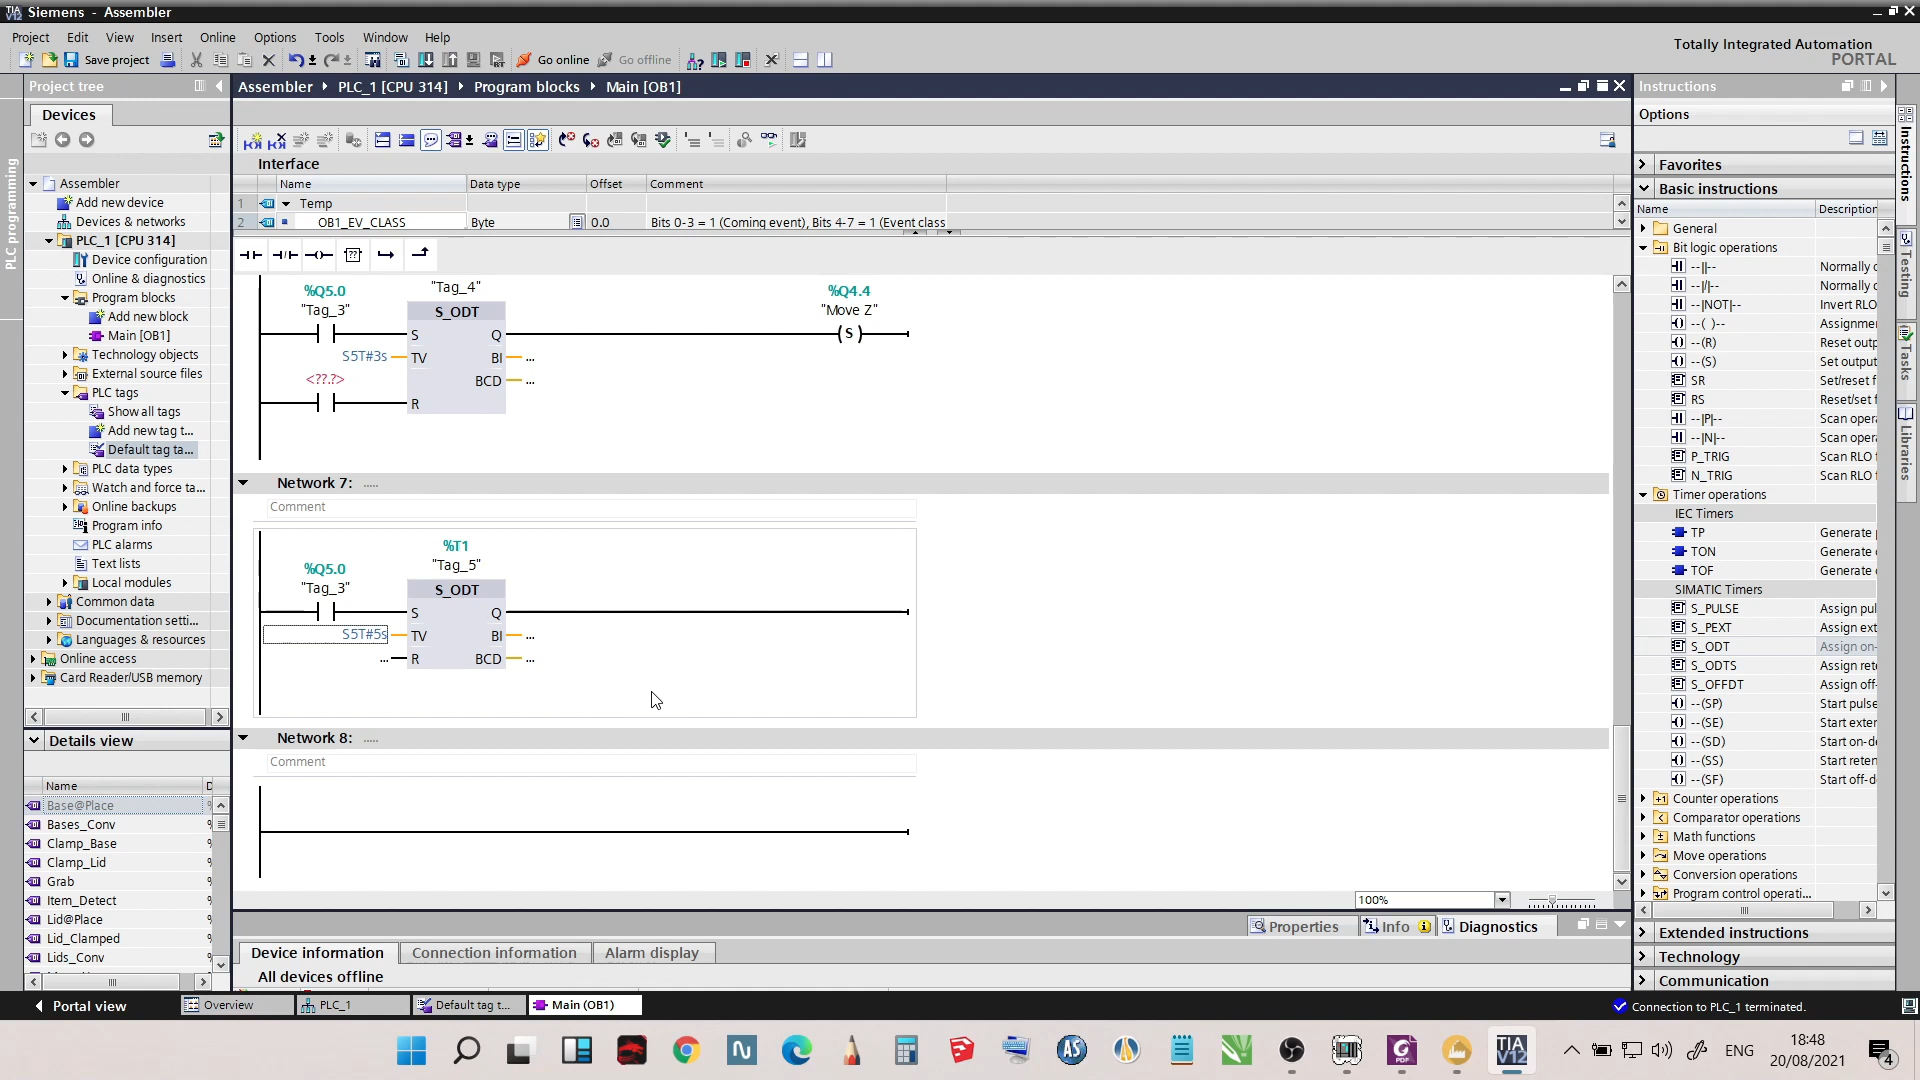 Siemens - Assembler
Project Edit View Insert Online Options Tools Window Help
Totally Integrated Automation
PORTAL
Save project
Go online
Go offline
Project tree
Assembler PLC_1 [CPU 314] Program blocks Main [OB1]
Instructions
Devices
Options
PLC programming
Assembler
Add new device
Devices & networks
PLC_1 [CPU 314]
Device configuration
Online & diagnostics
Program blocks
Add new block
Main [OB1]
Technology objects
External source files
PLC tags
Show all tags
Add new tag t...
Default tag ta...
PLC data types
Watch and force ta...
Online backups
Program info
PLC alarms
Text lists
Local modules
Common data
Documentation setti...
Languages & resources
Online access
Card Reader/USB memory
Details view
Name
Base@Place
Bases_Conv
Clamp_Base
Clamp_Lid
Grab
Item_Detect
Lid@Place
Lid_Clamped
Lids_Conv
Interface
Name Data type Offset Comment
1 Temp
2 OB1_EV_CLASS Byte 0.0 Bits 0-3 = 1 (Coming event), Bits 4-7 = 1 (Event class
%Q5.0
"Tag_3"
"Tag_4"
S_ODT
%Q4.4
"Move Z"
S Q
S
S5T#3s TV BI ...
<??.?>
BCD ...
R
Network 7: .....
Comment
%T1
"Tag_5"
%Q5.0
"Tag_3"
S_ODT
S Q
S5T#5s TV BI ...
... R BCD ...
Network 8: .....
Comment
100%
Properties Info Diagnostics
Device information Connection information Alarm display
All devices offline
Favorites
Basic instructions
Name Description
General
Bit logic operations
--||-- Normally
--|/|-- Normally
--|NOT|-- Invert RLO
--( )-- Assignme
--(R) Reset outp
--(S) Set output
SR Set/reset f
RS Reset/set f
--|P|-- Scan oper
--|N|-- Scan oper
P_TRIG Scan RLO
N_TRIG Scan RLO
Timer operations
IEC Timers
TP Generate
TON Generate
TOF Generate
SIMATIC Timers
S_PULSE Assign pul
S_PEXT Assign ext
S_ODT Assign on-
S_ODTS Assign ret
S_OFFDT Assign off-
--(SP) Start pulse
--(SE) Start exter
--(SD) Start on-d
--(SS) Start reten
--(SF) Start off-d
Counter operations
Comparator operations
Math functions
Move operations
Conversion operations
Program control operati...
Extended instructions
Technology
Communication
Instructions
Testing
Tasks
Libraries
Portal view
Overview
PLC_1
Default tag t...
Main (OB1)
Connection to PLC_1 terminated.
ENG
18:48
20/08/2021
4